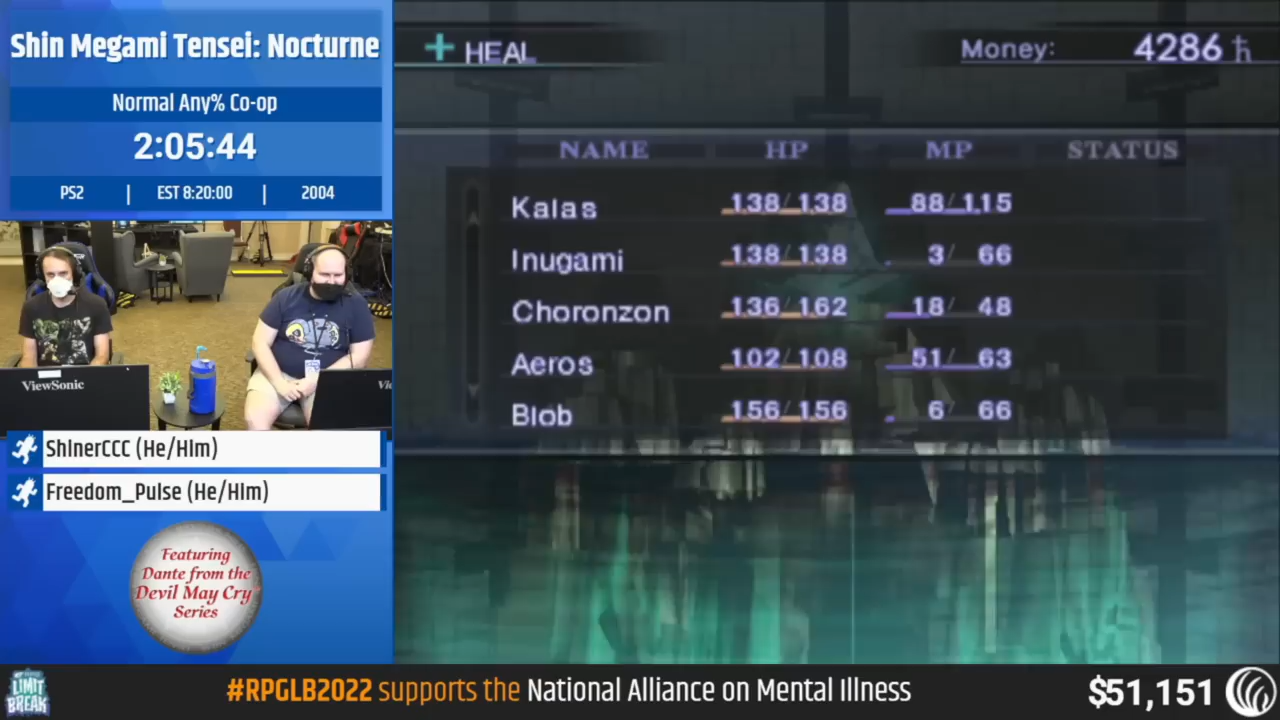 Shin Megami Tensei: Nocturne
Normal Any% Co-op
2:05:44
PS2 | EST 8:20:00 | 2004
ViewSonic
Vi
ShinerCCC (He/Him)
Freedom_Pulse (He/Him)
Featuring
Dante from the
Devil May Cry
Series
HEAL
Money: 4286
NAME HP MP STATUS
Kalas 138/138 88/115
Inugami 138/138 3/66
Choronzon 136/162 18/48
Aeros 102/108 51/63
Blob 156/156 6/66
LIMIT
BREAK
#RPGLB2022 supports the National Alliance on Mental Illness
$51,151